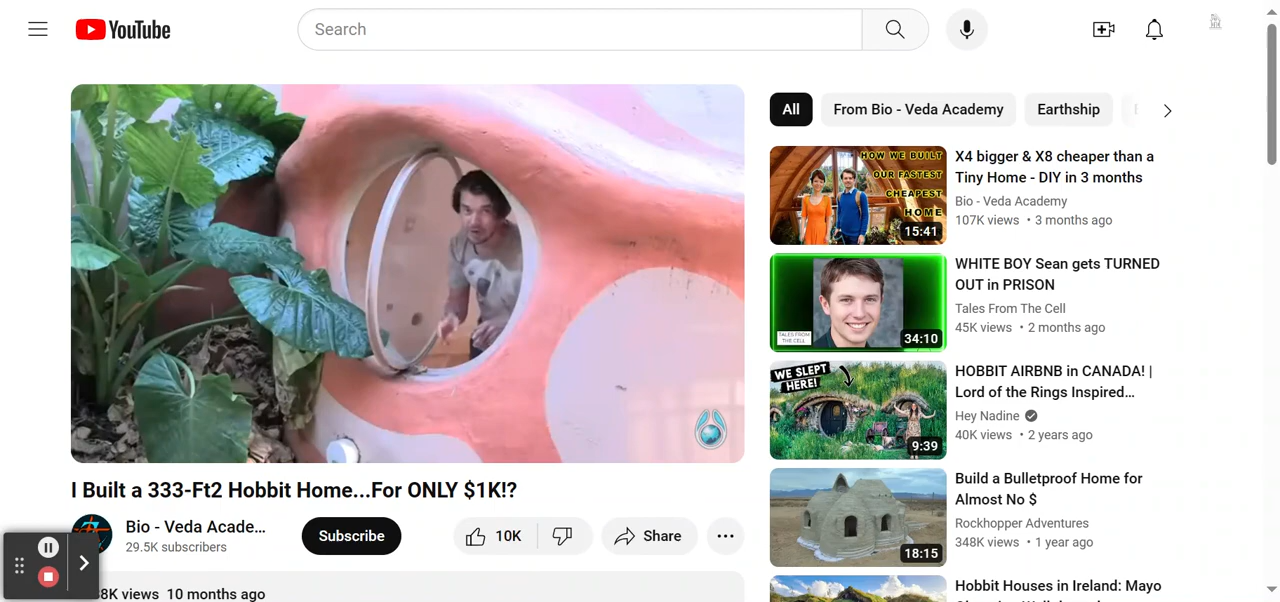 YouTube
Search
All
From Bio - Veda Academy
Earthship
HOW WE BUILT
OUR FASTEST
CHEAPEST
HOME
15:41
X4 bigger & X8 cheaper than a
Tiny Home - DIY in 3 months
Bio - Veda Academy
107K views • 3 months ago
TALES FROM
THE CELL
34:10
WHITE BOY Sean gets TURNED
OUT in PRISON
Tales From The Cell
45K views • 2 months ago
WE SLEPT
HERE!
9:39
HOBBIT AIRBNB in CANADA! |
Lord of the Rings Inspired...
Hey Nadine
40K views • 2 years ago
18:15
Build a Bulletproof Home for
Almost No $
Rockhopper Adventures
348K views • 1 year ago
Hobbit Houses in Ireland: Mayo
I Built a 333-Ft2 Hobbit Home...For ONLY $1K!?
Bio - Veda Acade...
29.5K subscribers
Subscribe
10K
Share
8K views 10 months ago